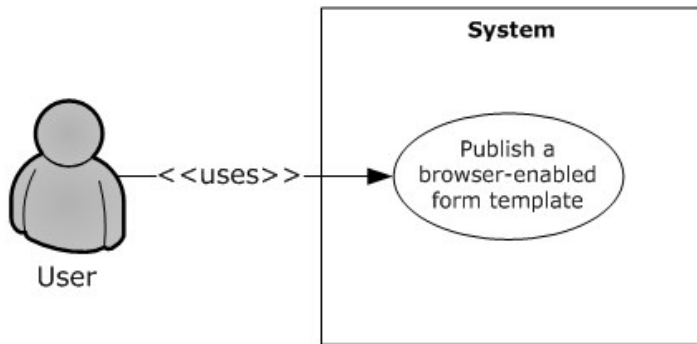 System
Publish a
browser-enabled
form template
<<uses>>
User